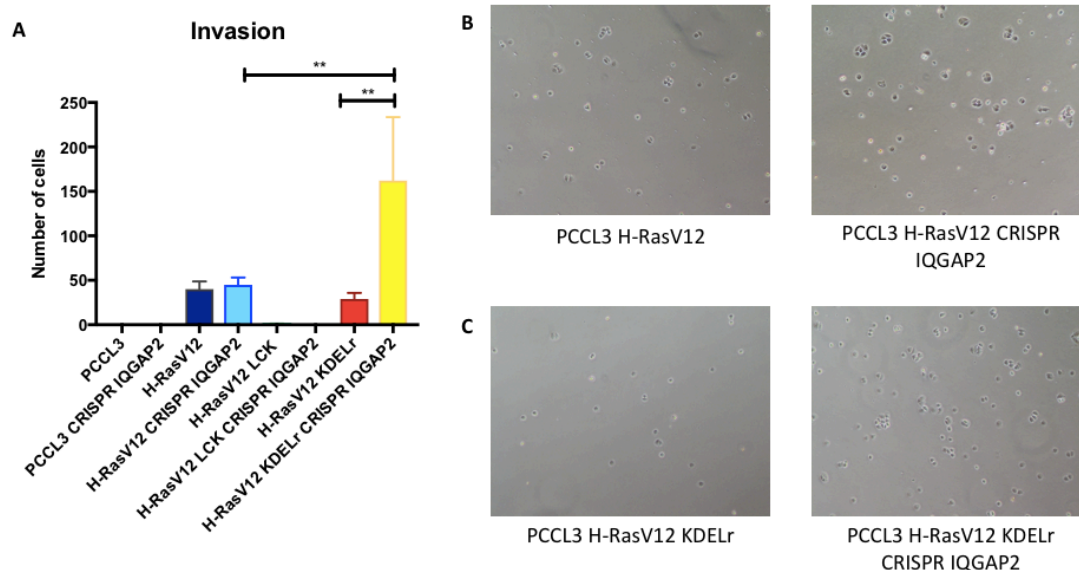 A
Invasion
**
**
Number of cells
250
200
150
100
50
0
PCCL3
PCCL3 CRISPR IQGAP2
H-RasV12
H-RasV12 CRISPR IQGAP2
H-RasV12 LCK
H-RasV12 LCK CRISPR IQGAP2
H-RasV12 KDELr
H-RasV12 KDELr CRISPR IQGAP2
B
PCCL3 H-RasV12
PCCL3 H-RasV12 CRISPR
IQGAP2
C
PCCL3 H-RasV12 KDELr
PCCL3 H-RasV12 KDELr
CRISPR IQGAP2